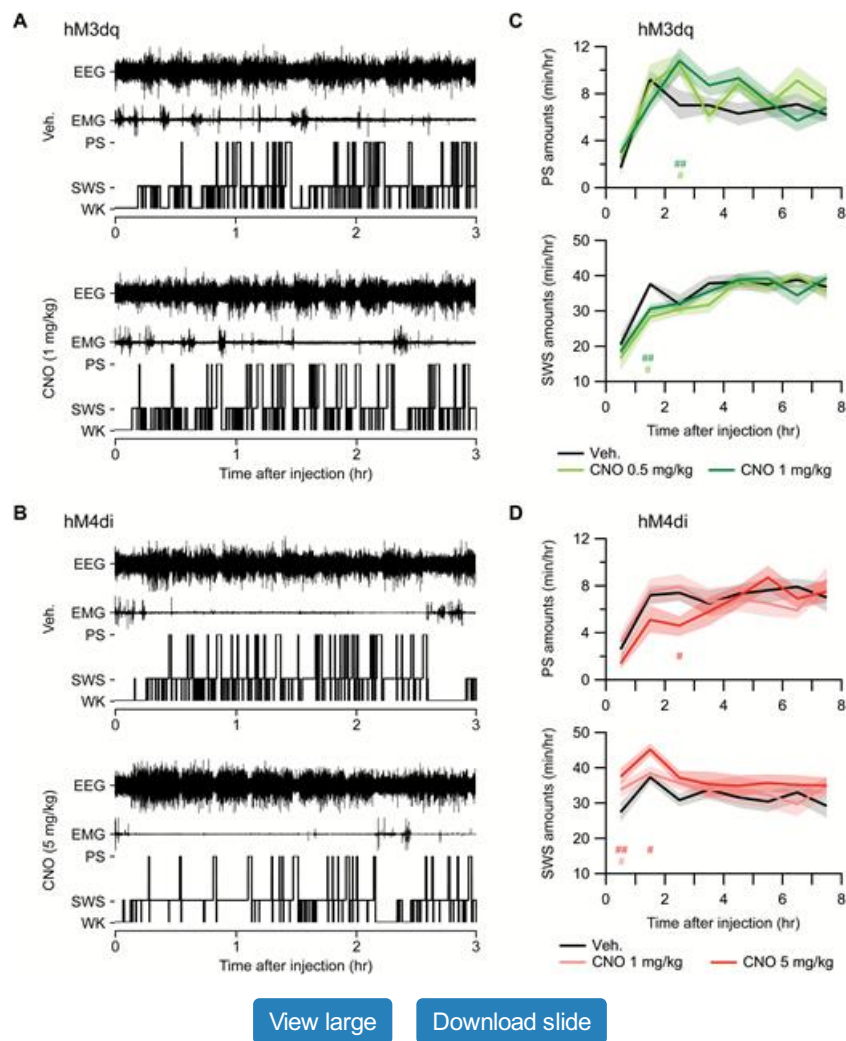 A
hM3dq
EEG
EMG
Veh.
PS
SWS
WK
0 1 2 3
EEG
EMG
CNO (1 mg/kg)
PS
SWS
WK
0 1 2 3
Time after injection (hr)
B
hM4di
EEG
EMG
Veh.
PS
SWS
WK
0 1 2 3
EEG
EMG
CNO (5 mg/kg)
PS
SWS
WK
0 1 2 3
Time after injection (hr)
C
hM3dq
PS amounts (min/hr)
12
8
4
0
##
#
0 2 4 6 8
SWS amounts (min/hr)
50
40
30
20
10
##
#
0 2 4 6 8
Time after injection (hr)
Veh.
CNO 0.5 mg/kg CNO 1 mg/kg
D
hM4di
PS amounts (min/hr)
12
8
4
0
#
0 2 4 6 8
SWS amounts (min/hr)
50
40
30
20
10
## #
#
0 2 4 6 8
Time after injection (hr)
Veh.
CNO 1 mg/kg CNO 5 mg/kg
View large Download slide